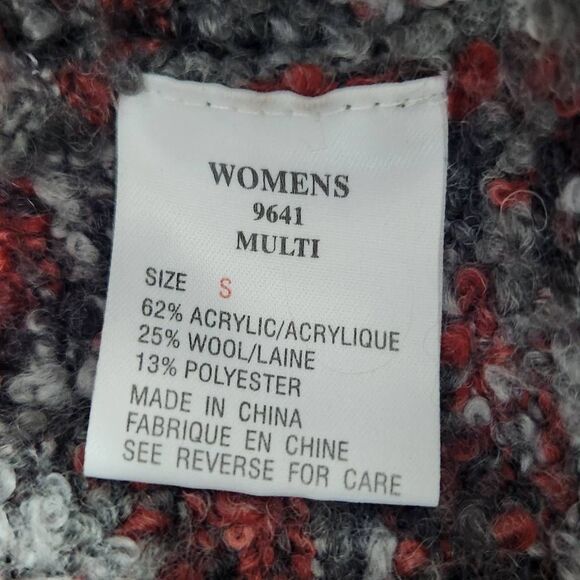 WOMENS
9641
MULTI
SIZE S
62% ACRYLIC/ACRYLIQUE
25% WOOL/LAINE
13% POLYESTER
MADE IN CHINA
FABRIQUE EN CHINE
SEE REVERSE FOR CARE